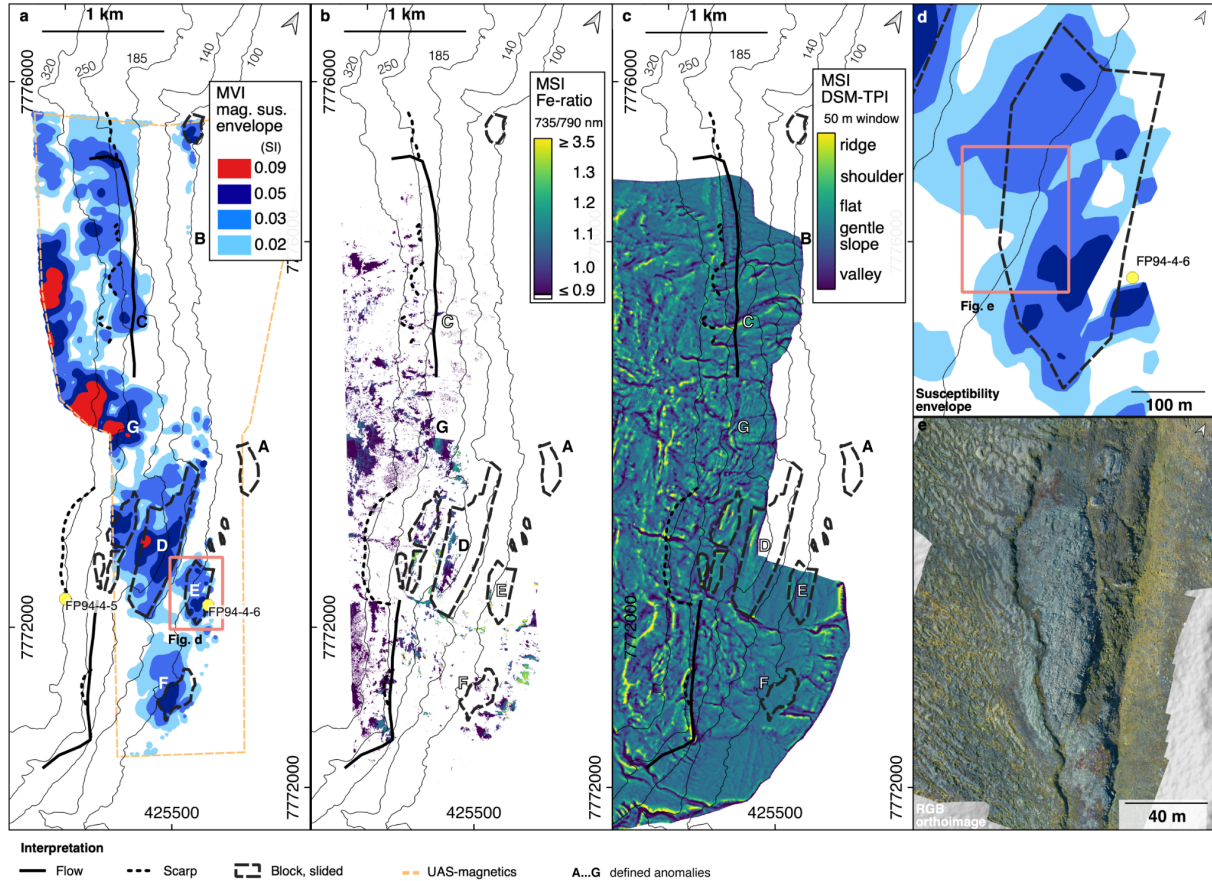 a
1 km
320
250
185
140
100
7776000
MVI
mag. sus.
envelope
(SI)
0.09
0.05
0.03
0.02
B
C
G
A
D
E
FP94-4-5
FP94-4-6
Fig. d
7772000
F
425500
b
1 km
320
250
185
140
100
MSI
Fe-ratio
735/790 nm
≥ 3.5
1.3
1.2
1.1
1.0
≤ 0.9
7776000
C
G
A
D
E
7772000
F
425500
c
1 km
320
250
185
140
100
MSI
DSM-TPI
50 m window
ridge
shoulder
flat
gentle
slope
valley
7776000
B
C
G
A
D
E
7772000
F
7772000
425500
d
FP94-4-6
Fig. e
Susceptibility
envelope
100 m
e
RGB
orthoimage
40 m
Interpretation
Flow
Scarp
Block, slided
UAS-magnetics
A...G defined anomalies